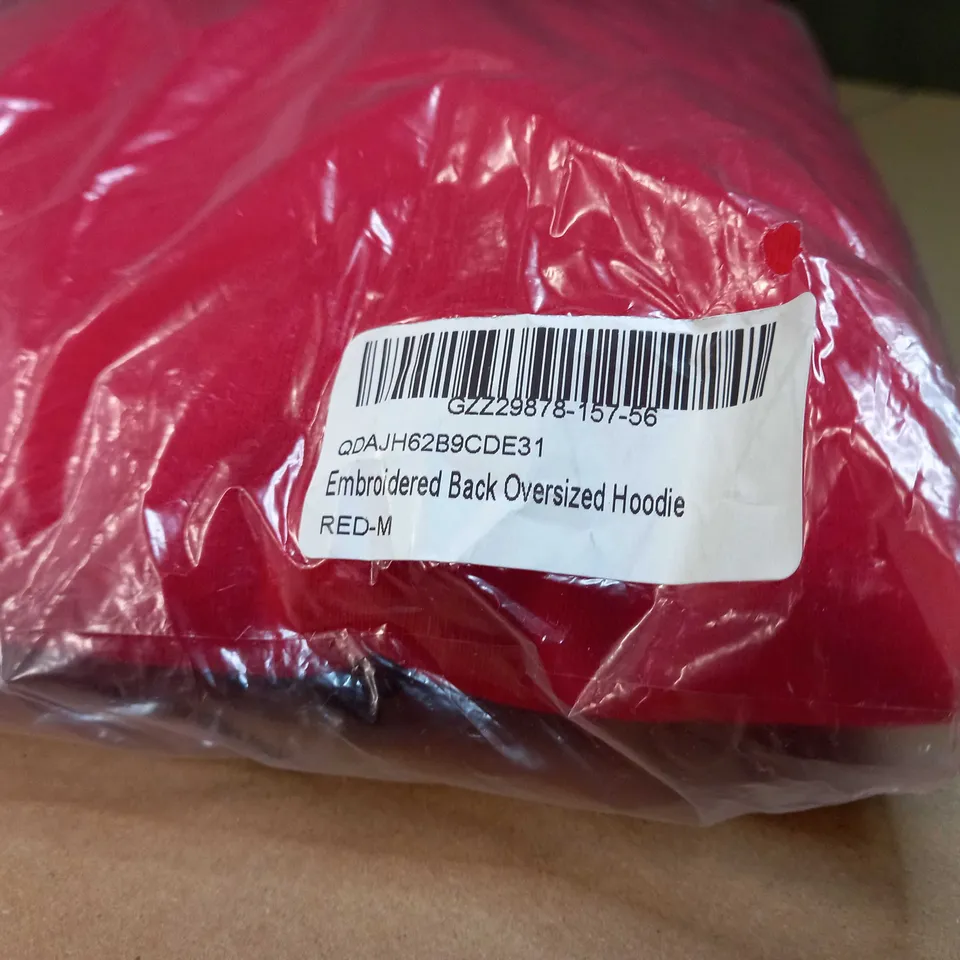 GZZ29878-157-56
QDAJH62B9CDE31
Embroidered Back Oversized Hoodie
RED-M